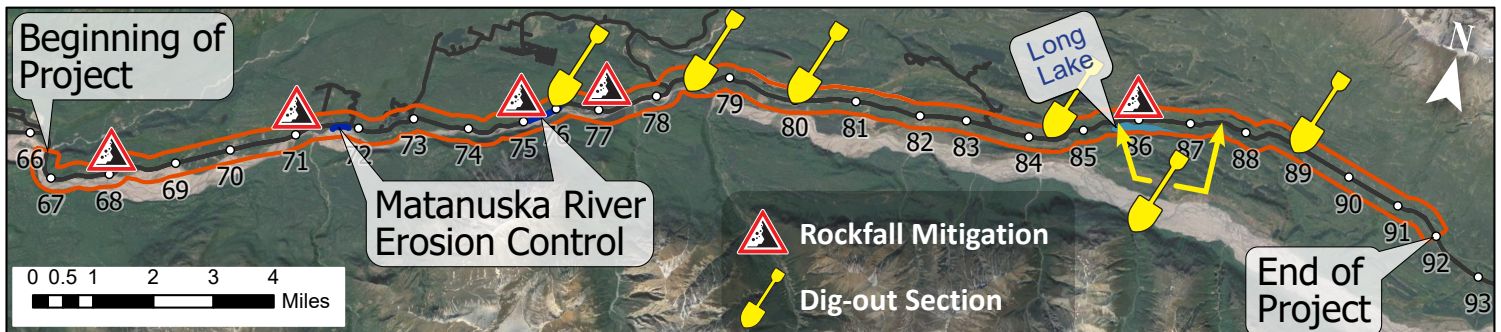 Beginning of
Project
Long
Lake
N
66
67
68
69
70
71
72
73
74
75
76
77
78
79
80
81
82
83
84
85
86
87
88
89
90
91
92
93
Matanuska River
Erosion Control
Rockfall Mitigation
Dig-out Section
End of
Project
0 0.5 1 2 3 4
Miles